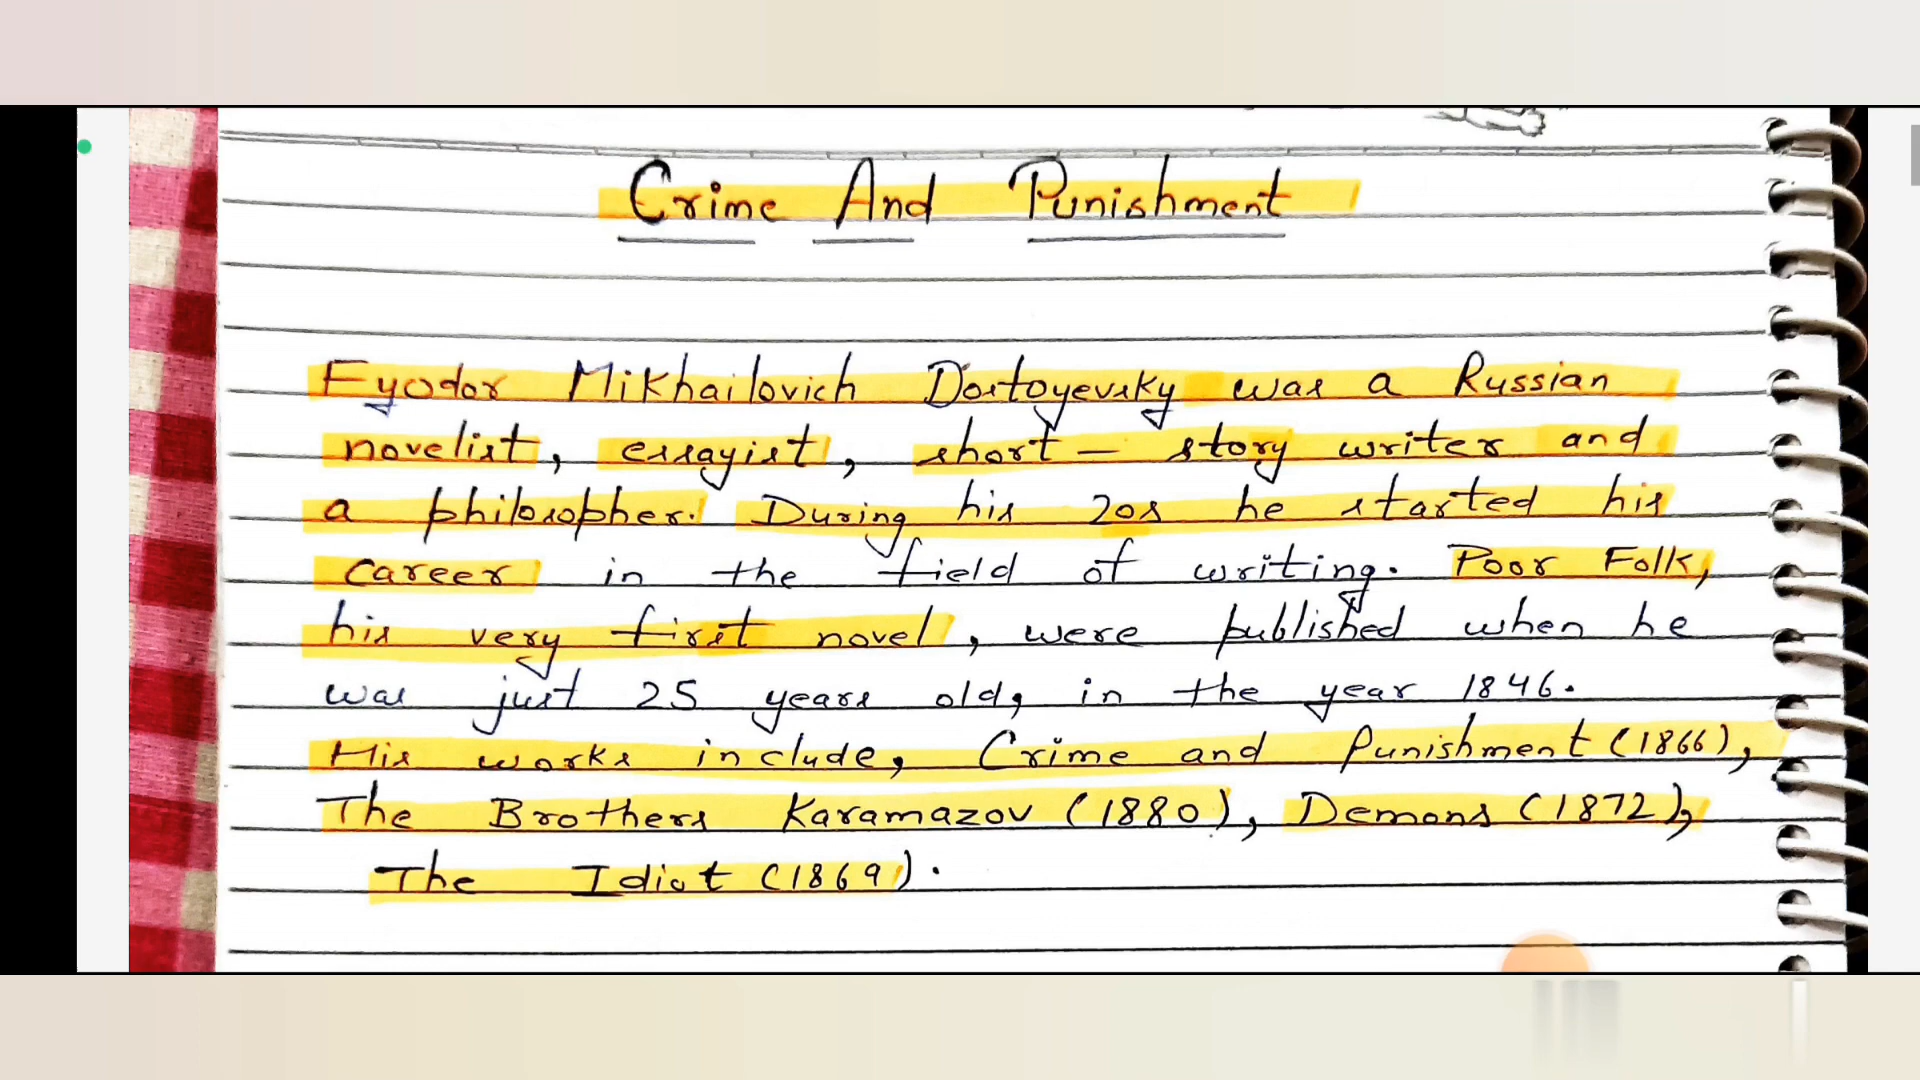 Crime And Punishment
Fyodor Mikhailovich Dostoyevsky was a Russian
novelist, essayist, short - story writer and
a philosopher. During his 20s he started his
career in the field of writing. Poor Folk,
his very first novel, were published when he
was just 25 years old, in the year 1846.
His works include, Crime and Punishment (1866),
The Brothers Karamazov (1880), Demons (1872),
The Idiot (1869).